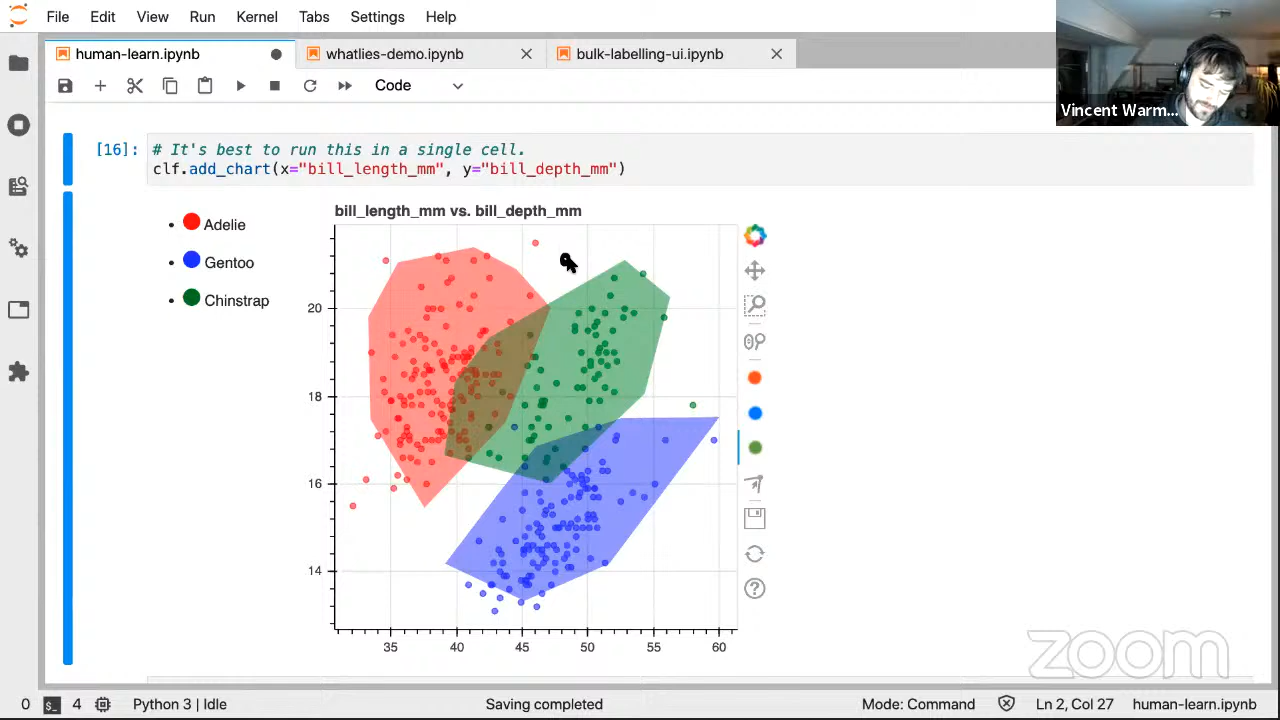 File Edit View Run Kernel Tabs Settings Help
human-learn.ipynb whatlies-demo.ipynb bulk-labelling-ui.ipynb
Code
Vincent Warm...
[16]: # It's best to run this in a single cell.
clf.add_chart(x="bill_length_mm", y="bill_depth_mm")
bill_length_mm vs. bill_depth_mm
Adelie
Gentoo
Chinstrap
20
18
16
14
35 40 45 50 55 60
zoom
0 $_ 4 Python 3 | Idle Saving completed Mode: Command Ln 2, Col 27 human-learn.ipynb